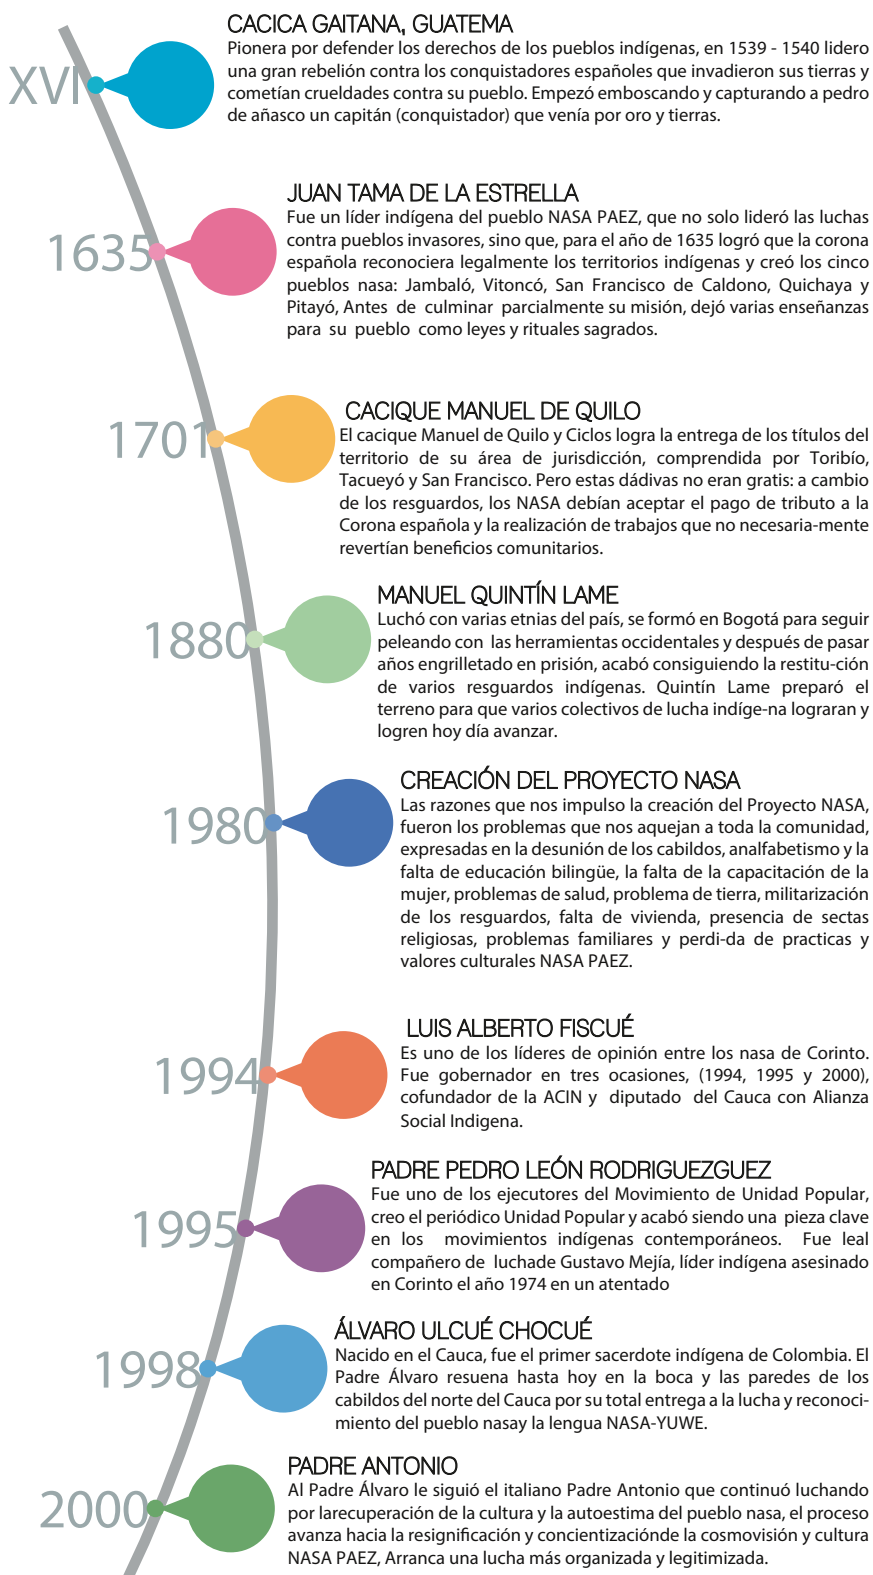 CACICA GAITANA, GUATEMA
XVI
Pionera por defender los derechos de los pueblos indígenas, en 1539 - 1540 lidero
una gran rebelión contra los conquistadores españoles que invadieron sus tierras y
cometían crueldades contra su pueblo. Empezó emboscando y capturando a pedro
de añasco un capitán (conquistador) que venía por oro y tierras.
JUAN TAMA DE LA ESTRELLA
1635
Fue un líder indígena del pueblo NASA PAEZ, que no solo lideró las luchas
contra pueblos invasores, sino que, para el año de 1635 logró que la corona
española reconociera legalmente los territorios indígenas y creó los cinco
pueblos nasa: Jambaló, Vitoncó, San Francisco de Caldono, Quichaya y
Pitayó, Antes de culminar parcialmente su misión, dejó varias enseñanzas
para su pueblo como leyes y rituales sagrados.
CACIQUE MANUEL DE QUILO
1701
El cacique Manuel de Quilo y Ciclos logra la entrega de los títulos del
territorio de su área de jurisdicción, comprendida por Toribío,
Tacueyó y San Francisco. Pero estas dádivas no eran gratis: a cambio
de los resguardos, los NASA debían aceptar el pago de tributo a la
Corona española y la realización de trabajos que no necesaria-mente
revertían beneficios comunitarios.
MANUEL QUINTÍN LAME
1880
Luchó con varias etnias del país, se formó en Bogotá para seguir
peleando con las herramientas occidentales y después de pasar
años engrilletado en prisión, acabó consiguiendo la restitu-ción
de varios resguardos indígenas. Quintín Lame preparó el
terreno para que varios colectivos de lucha indíge-na lograran y
logren hoy día avanzar.
CREACIÓN DEL PROYECTO NASA
1980
Las razones que nos impulso la creación del Proyecto NASA,
fueron los problemas que nos aquejan a toda la comunidad,
expresadas en la desunión de los cabildos, analfabetismo y la
falta de educación bilingüe, la falta de la capacitación de la
mujer, problemas de salud, problema de tierra, militarización
de los resguardos, falta de vivienda, presencia de sectas
religiosas, problemas familiares y perdi-da de practicas y
valores culturales NASA PAEZ.
LUIS ALBERTO FISCUÉ
1994
Es uno de los líderes de opinión entre los nasa de Corinto.
Fue gobernador en tres ocasiones, (1994, 1995 y 2000),
cofundador de la ACIN y diputado del Cauca con Alianza
Social Indigena.
PADRE PEDRO LEÓN RODRIGUEZGUEZ
1995
Fue uno de los ejecutores del Movimiento de Unidad Popular,
creo el periódico Unidad Popular y acabó siendo una pieza clave
en los movimientos indígenas contemporáneos. Fue leal
compañero de luchade Gustavo Mejía, líder indígena asesinado
en Corinto el año 1974 en un atentado
ÁLVARO ULCUÉ CHOCUÉ
1998
Nacido en el Cauca, fue el primer sacerdote indígena de Colombia. El
Padre Álvaro resuena hasta hoy en la boca y las paredes de los
cabildos del norte del Cauca por su total entrega a la lucha y reconoci-
miento del pueblo nasay la lengua NASA-YUWE.
PADRE ANTONIO
2000
Al Padre Álvaro le siguió el italiano Padre Antonio que continuó luchando
por larecuperación de la cultura y la autoestima del pueblo nasa, el proceso
avanza hacia la resignificación y concientizaciónde la cosmovisión y cultura
NASA PAEZ, Arranca una lucha más organizada y legitimizada.